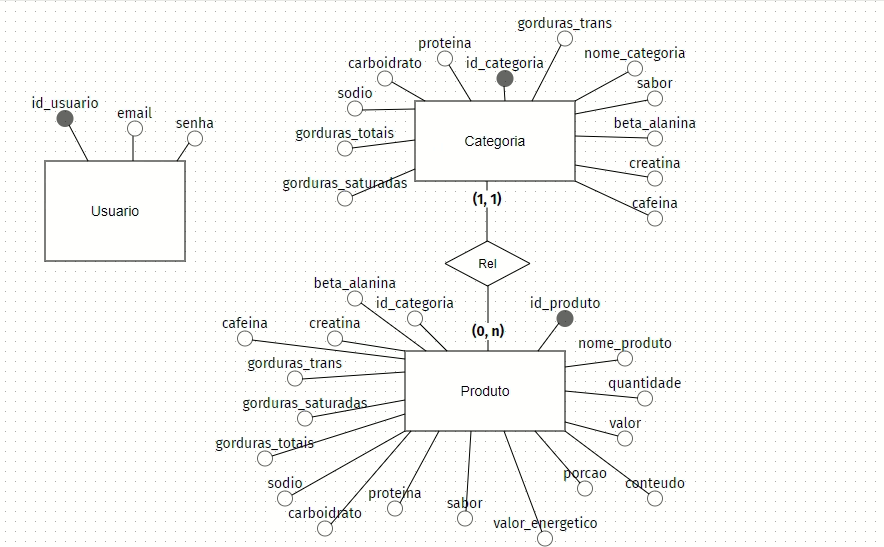 gorduras_trans
proteina
nome_categoria
carboidrato
id_categoria
sabor
sodio
id_usuario
email
senha
beta_alanina
gorduras_totais
Categoria
creatina
gorduras_saturadas
cafeina
Usuario
(1, 1)
Rel
beta_alanina
id_categoria
id_produto
cafeina
creatina
(0, n)
nome_produto
gorduras_trans
quantidade
Produto
gorduras_saturadas
valor
gorduras_totais
porcao
conteudo
sodio
proteina
sabor
carboidrato
valor_energetico